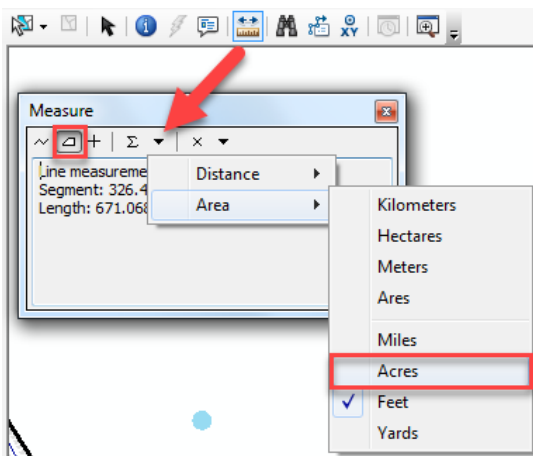 XY
Measure
Σ
Line measureme
Segment: 326.4
Length: 671.068
Distance
Area
Kilometers
Hectares
Meters
Ares
Miles
Acres
Feet
Yards